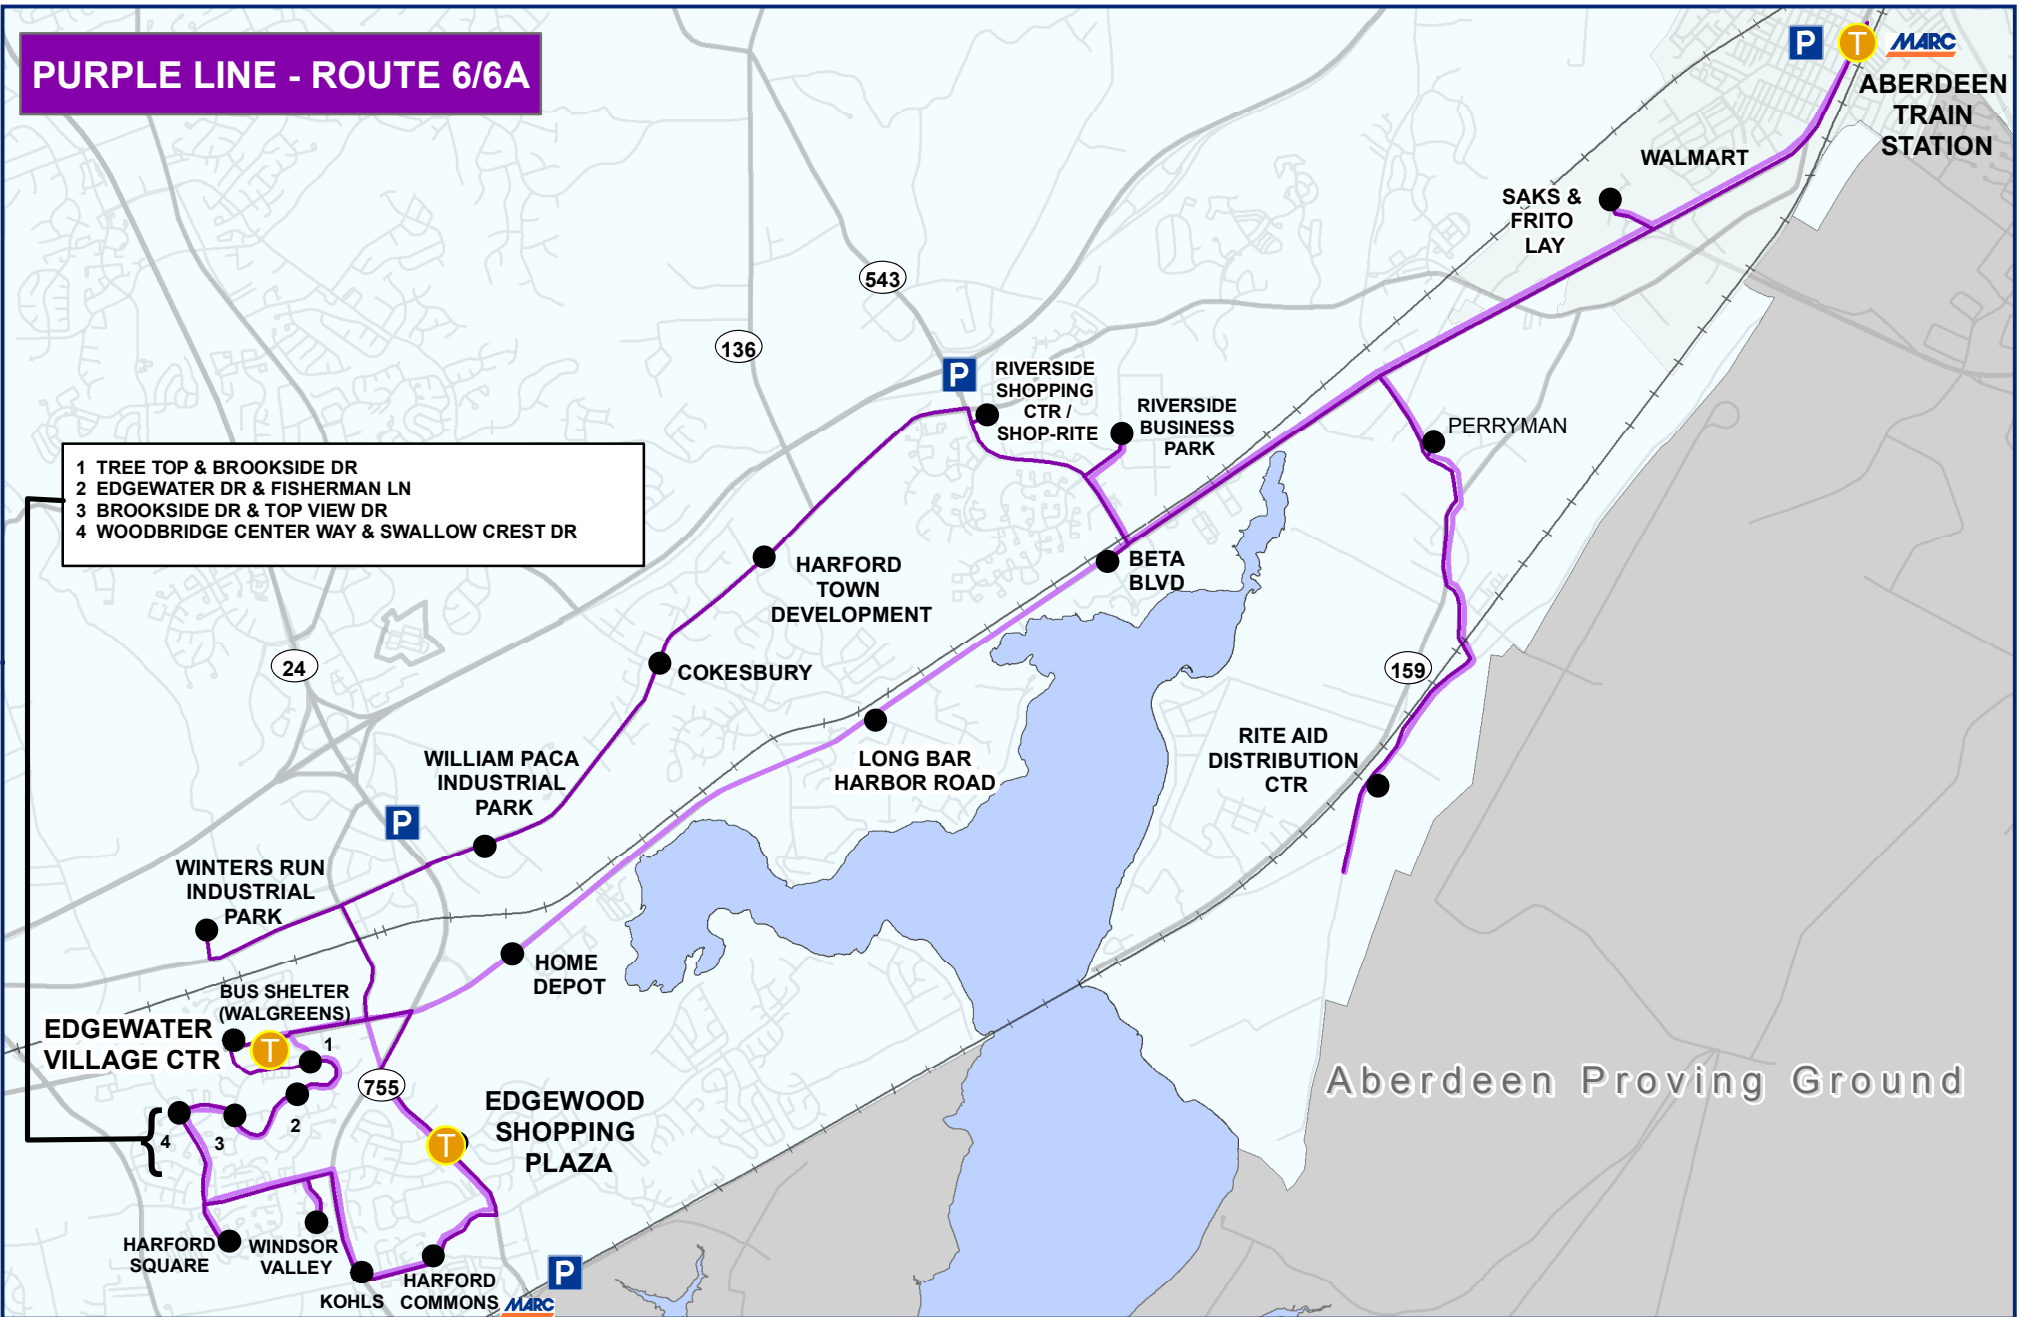 PURPLE LINE - ROUTE 6/6A
P
T
MARC
ABERDEEN
TRAIN
STATION
WALMART
SAKS &
FRITO
LAY
543
136
P
RIVERSIDE
SHOPPING
CTR /
SHOP-RITE
RIVERSIDE
BUSINESS
PARK
PERRYMAN
1 TREE TOP & BROOKSIDE DR
2 EDGEWATER DR & FISHERMAN LN
3 BROOKSIDE DR & TOP VIEW DR
4 WOODBRIDGE CENTER WAY & SWALLOW CREST DR
HARFORD
TOWN
DEVELOPMENT
BETA
BLVD
24
COKESBURY
159
WILLIAM PACA
INDUSTRIAL
PARK
LONG BAR
HARBOR ROAD
RITE AID
DISTRIBUTION
CTR
P
WINTERS RUN
INDUSTRIAL
PARK
HOME
DEPOT
BUS SHELTER
(WALGREENS)
EDGEWATER
VILLAGE CTR
T
1
755
2
3
4
EDGEWOOD
SHOPPING
PLAZA
T
Aberdeen Proving Ground
HARFORD
SQUARE
WINDSOR
VALLEY
KOHLS
HARFORD
COMMONS
MARC
P